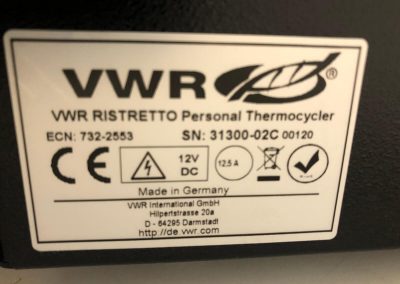 VWR ®
VWR RISTRETTO Personal Thermocycler
ECN: 732-2553 SN: 31300-02C 00120
CE 12V DC 12,5 A
Made in Germany
VWR International GmbH
Hilpertstrasse 20a
D - 64295 Darmstadt
http://de.vwr.com